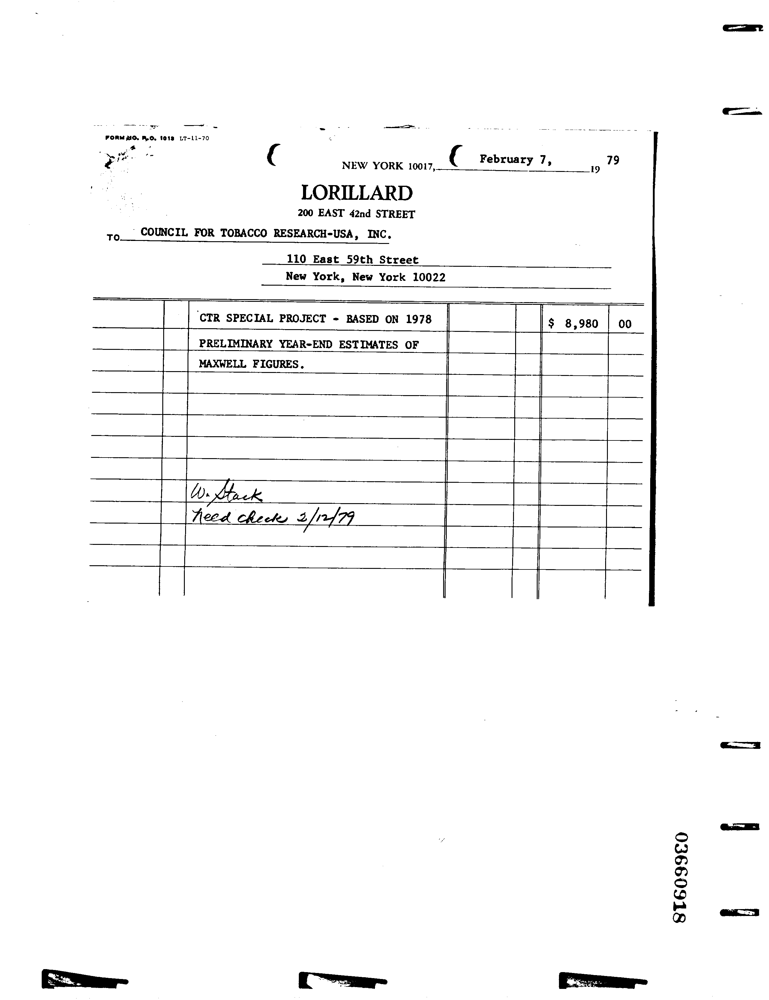 FORM NO. R.O. 1018 LT-11-70
NEW YORK 10017, February 7, 19 79
LORILLARD
200 EAST 42nd STREET
TO COUNCIL FOR TOBACCO RESEARCH-USA, INC.
110 East 59th Street
New York, New York 10022
CTR SPECIAL PROJECT - BASED ON 1978 $ 8,980 00
PRELIMINARY YEAR-END ESTIMATES OF
MAXWELL FIGURES.
W. Stack
need check 2/12/79
03660918